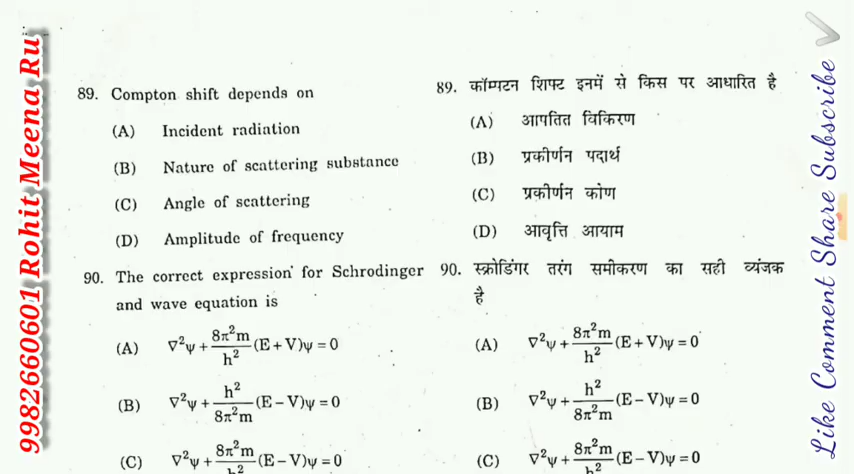 89. Compton shift depends on
(A) Incident radiation
(B) Nature of scattering substance
(C) Angle of scattering
(D) Amplitude of frequency
90. The correct expression for Schrodinger
and wave equation is
(A) ∇²ψ + 8π²m/h² (E + V)ψ = 0
(B) ∇²ψ + h²/8π²m (E – V)ψ = 0
(C) ∇²ψ + 8π²m/h² (E – V)ψ = 0
89. कॉम्पटन शिफ्ट इनमें से किस पर आधारित है
(A) आपतित विकिरण
(B) प्रकीर्णन पदार्थ
(C) प्रकीर्णन कोण
(D) आवृत्ति आयाम
90. स्क्रोडिंगर तरंग समीकरण का सही व्यंजक
है
(A) ∇²ψ + 8π²m/h² (E + V)ψ = 0
(B) ∇²ψ + h²/8π²m (E – V)ψ = 0
(C) ∇²ψ + 8π²m/h² (E – V)ψ = 0
9982660601 Rohit Meena Ru
Like Comment Share Subscribe